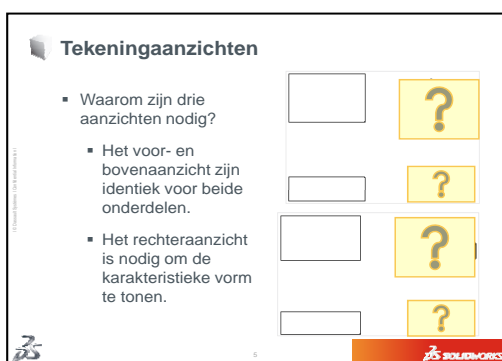 Tekeningaanzichten
Waarom zijn drie
aanzichten nodig?
Het voor- en
bovenaanzicht zijn
identiek voor beide
onderdelen.
Het rechteraanzicht
is nodig om de
karakteristieke vorm
te tonen.
?
?
?
?
5
SOLIDWORKS